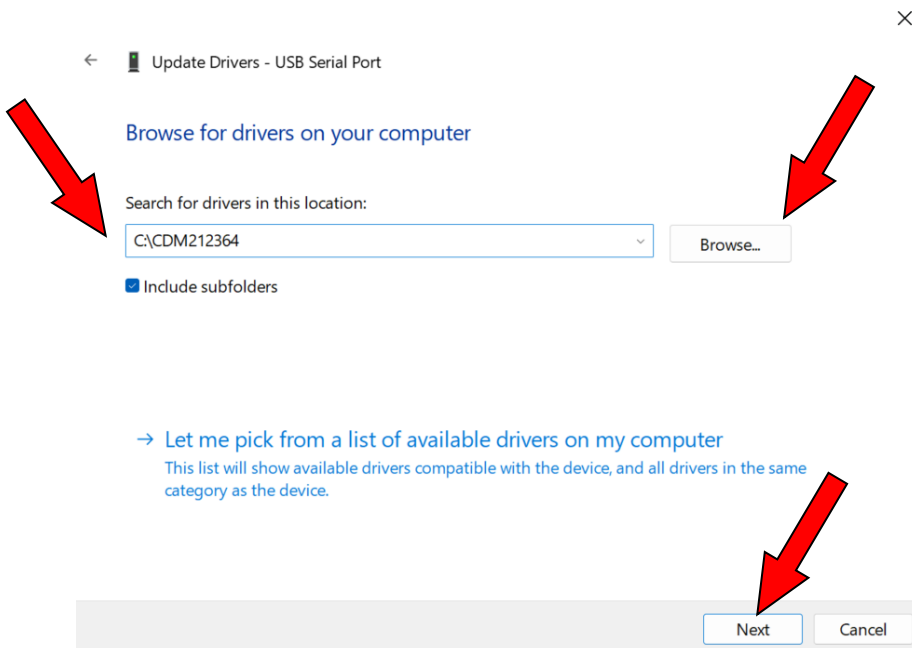 Update Drivers - USB Serial Port
Browse for drivers on your computer
Search for drivers in this location:
C:\CDM212364
Browse...
Include subfolders
Let me pick from a list of available drivers on my computer
This list will show available drivers compatible with the device, and all drivers in the same
category as the device.
Next
Cancel